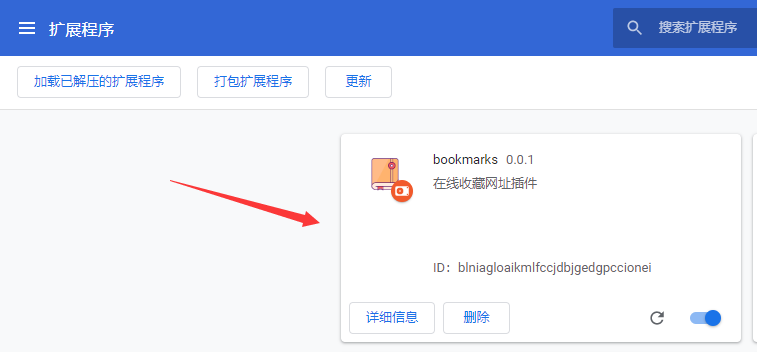 扩展程序
搜索扩展程序
加载已解压的扩展程序 打包扩展程序 更新
bookmarks 0.0.1
在线收藏网址插件
ID: blniagloaikmlfccjdbjgedgpccionei
详细信息 删除